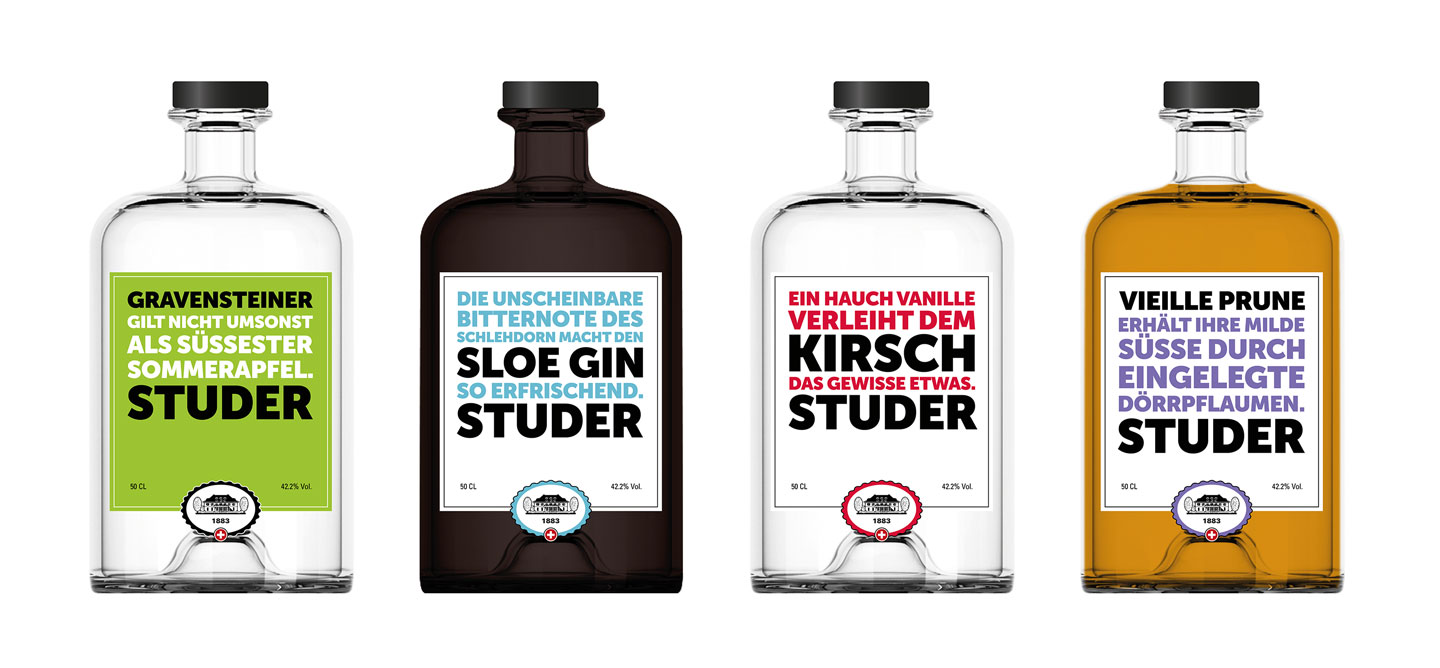 GRAVENSTEINER
GILT NICHT UMSONST
ALS SÜSSESTER
SOMMERAPFEL.
STUDER
50 CL
42.2% Vol.
1883
DIE UNSCHEINBARE
BITTERNOTE DES
SCHLEHDORN MACHT DEN
SLOE GIN
SO ERFRISCHEND.
STUDER
50 CL
42.2% Vol.
1883
EIN HAUCH VANILLE
VERLEIHT DEM
KIRSCH
DAS GEWISSE ETWAS.
STUDER
50 CL
42.2% Vol.
1883
VIEILLE PRUNE
ERHÄLT IHRE MILDE
SÜSSE DURCH
EINGELEGTE
DÖRRPFLAUMEN.
STUDER
50 CL
42.2% Vol.
1883